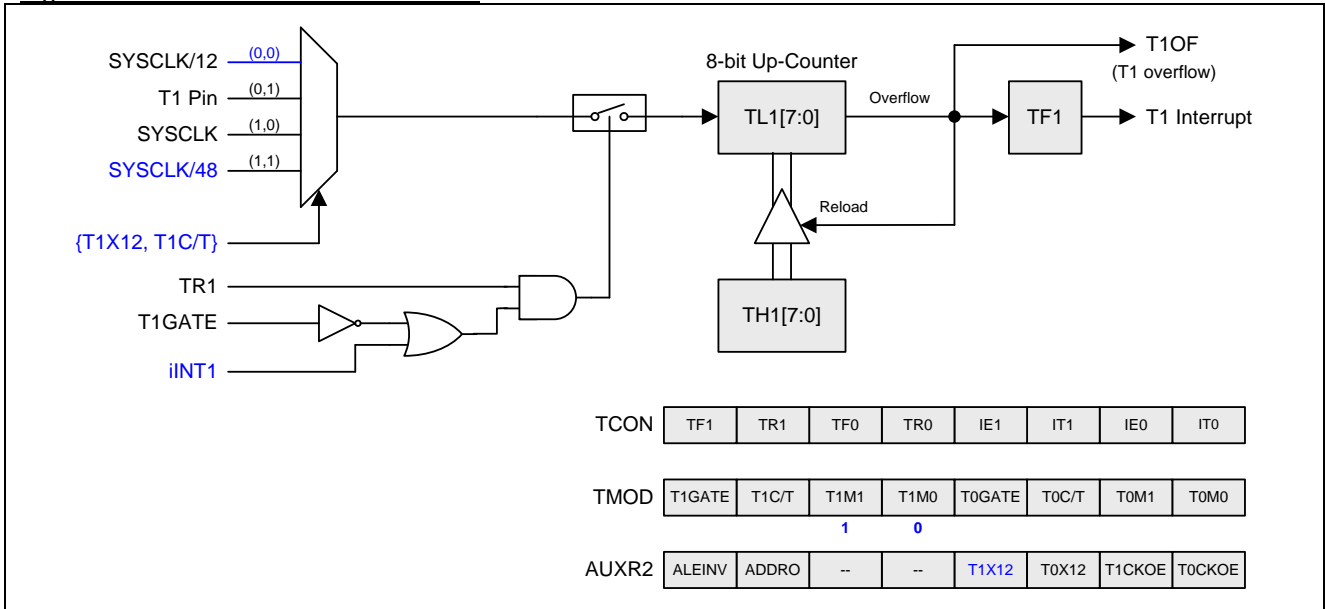 SYSCLK/12 (0,0)
T1 Pin (0,1)
SYSCLK (1,0)
SYSCLK/48 (1,1)
{T1X12, T1C/T}
TR1
T1GATE
iINT1
8-bit Up-Counter
TL1[7:0]
Overflow
TF1
T1OF
(T1 overflow)
T1 Interrupt
Reload
TH1[7:0]
TCON TF1 TR1 TF0 TR0 IE1 IT1 IE0 IT0
TMOD T1GATE T1C/T T1M1 T1M0 T0GATE T0C/T T0M1 T0M0
1 0
AUXR2 ALEINV ADDRO -- -- T1X12 T0X12 T1CKOE T0CKOE